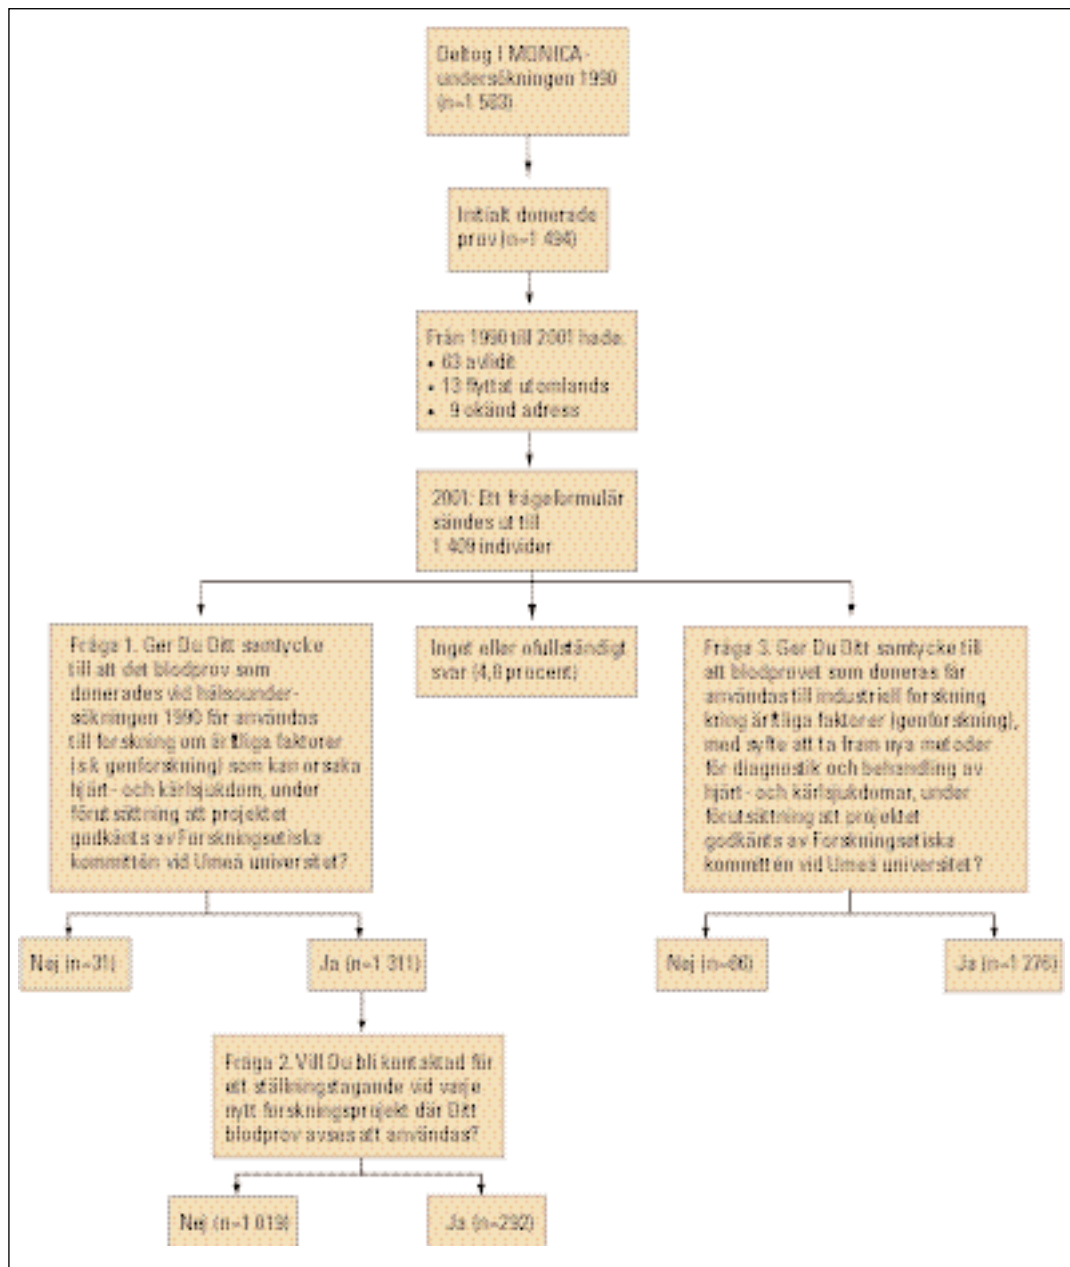 Deltog i MONICA-
undersökningen 1990
(n=1 583)
Initialt donerade
prov (n=1 494)
Från 1990 till 2001 hade:
• 63 avlidit
• 13 flyttat utomlands
• 9 okänd adress
2001: Ett frågeformulär
sändes ut till
1 409 individer
Fråga 1. Ger Du Ditt samtycke
till att det blodprov som
donerades vid hälsounder-
sökningen 1990 får användas
till forskning om ärftliga faktorer
(s k genforskning) som kan orsaka
hjärt- och kärlsjukdom, under
förutsättning att projektet
godkänts av Forskningsetiska
kommittén vid Umeå universitet?
Inget eller ofullständigt
svar (4,8 procent)
Fråga 3. Ger Du Ditt samtycke till
att blodprovet som doneras får
användas till industriell forskning
kring ärftliga faktorer (genforskning),
med syfte att ta fram nya metoder
för diagnostik och behandling av
hjärt- och kärlsjukdomar, under
förutsättning att projektet
godkänts av Forskningsetiska
kommittén vid Umeå universitet?
Nej (n=31)
Ja (n=1 311)
Nej (n=66)
Ja (n=1 276)
Fråga 2. Vill Du bli kontaktad för
ett ställningstagande vid varje
nytt forskningsprojekt där Ditt
blodprov avses att användas?
Nej (n=1 019)
Ja (n=292)